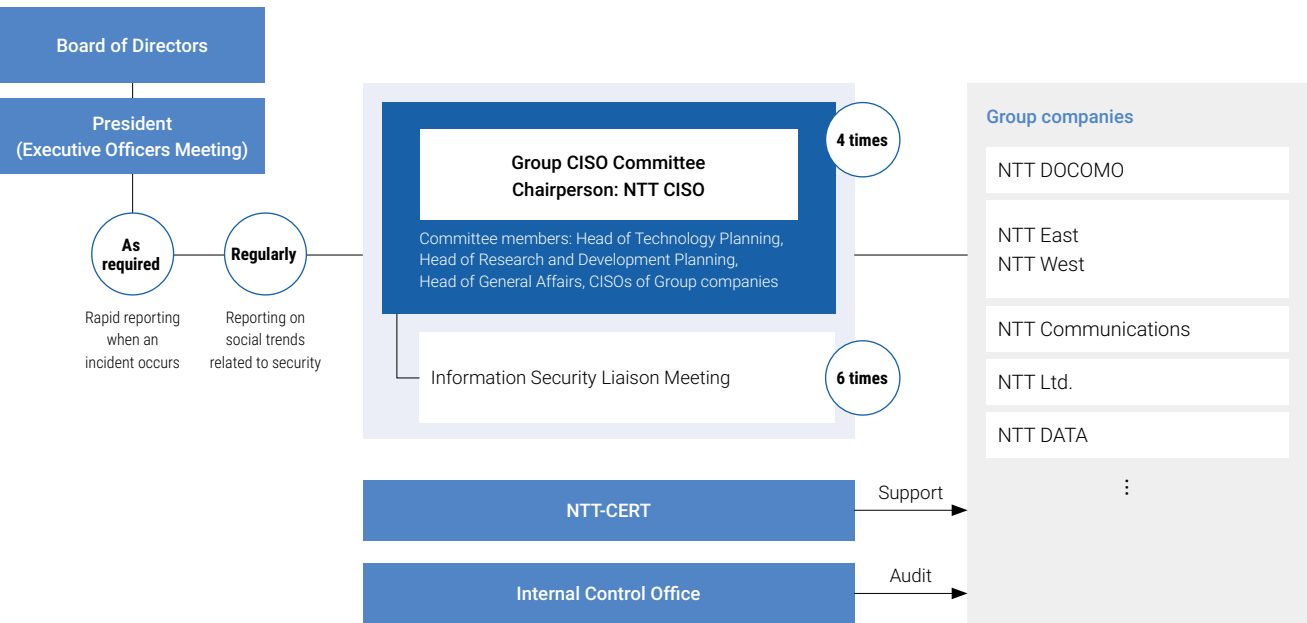 Board of Directors
President
(Executive Officers Meeting)
As
required
Rapid reporting
when an
incident occurs
Regularly
Reporting on
social trends
related to security
Group CISO Committee
Chairperson: NTT CISO
4 times
Committee members: Head of Technology Planning,
Head of Research and Development Planning,
Head of General Affairs, CISOs of Group companies
Information Security Liaison Meeting
6 times
NTT-CERT
Support
Internal Control Office
Audit
Group companies
NTT DOCOMO
NTT East
NTT West
NTT Communications
NTT Ltd.
NTT DATA
⋮